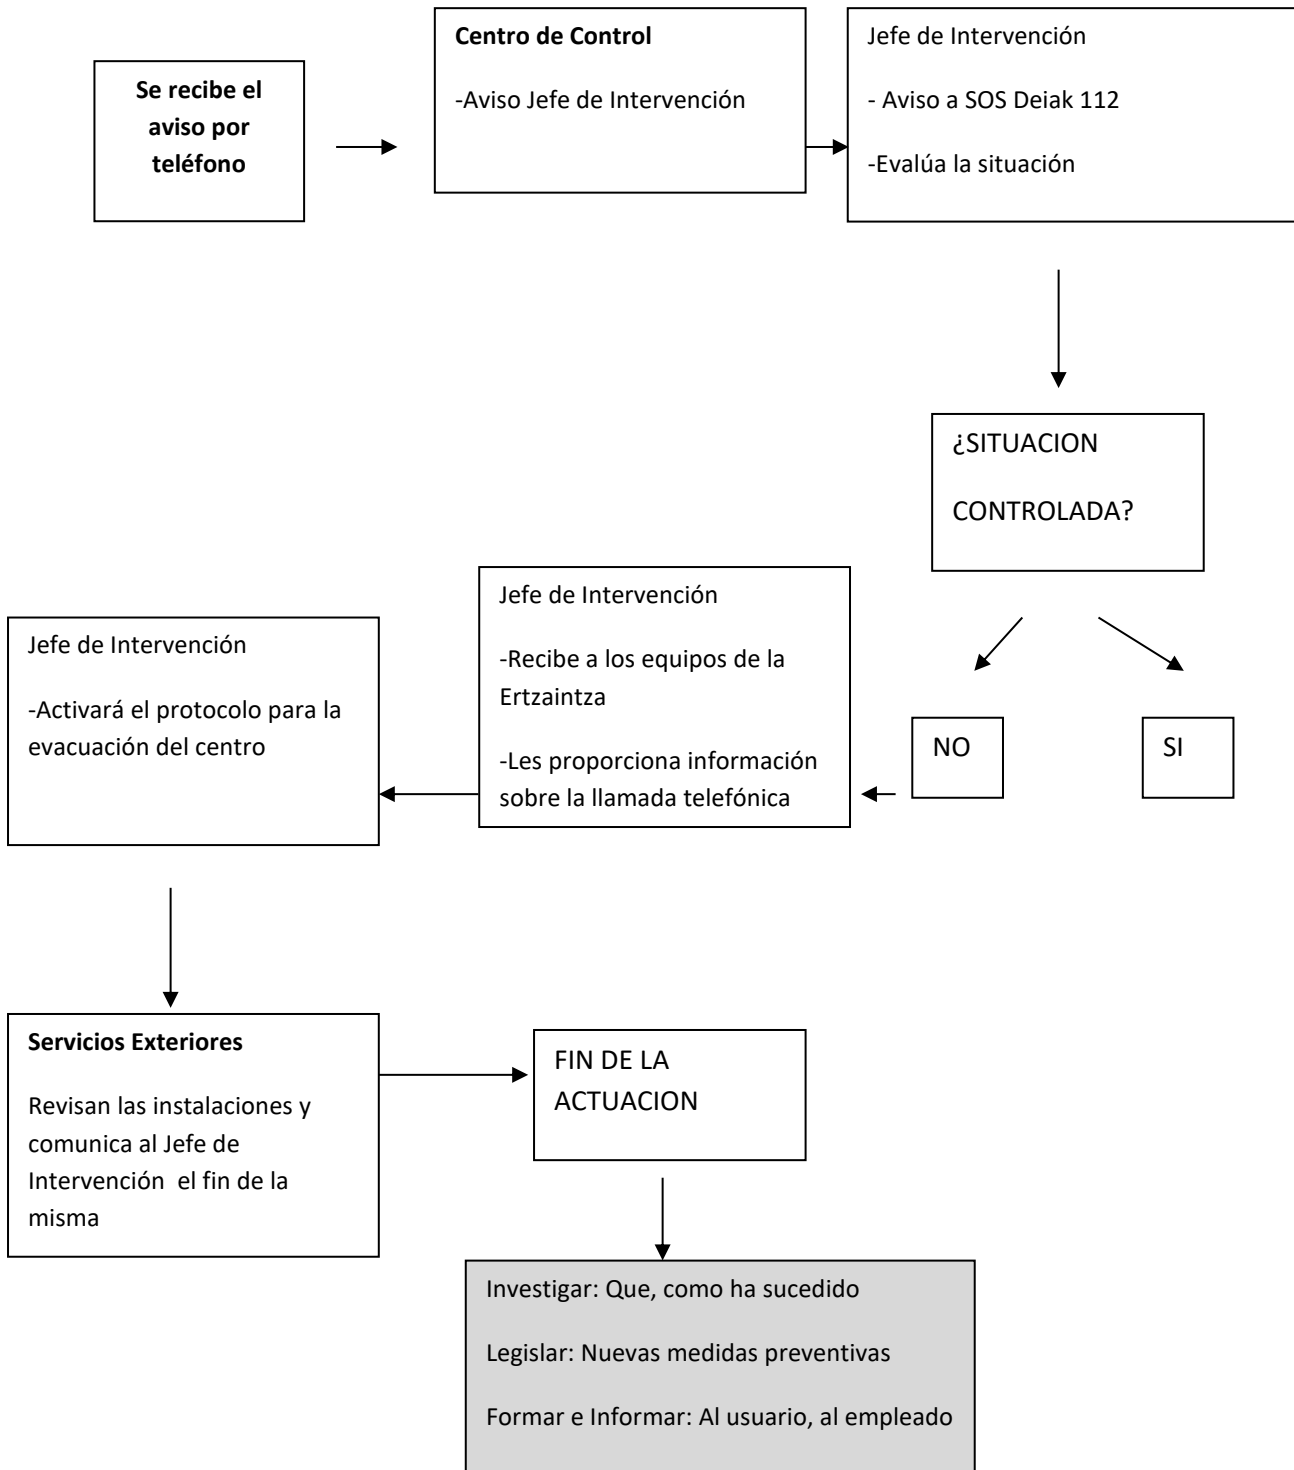 Se recibe el
aviso por
teléfono
Centro de Control
-Aviso Jefe de Intervención
Jefe de Intervención
- Aviso a SOS Deiak 112
-Evalúa la situación
¿SITUACION
CONTROLADA?
NO
SI
Jefe de Intervención
-Recibe a los equipos de la
Ertzaintza
-Les proporciona información
sobre la llamada telefónica
Jefe de Intervención
-Activará el protocolo para la
evacuación del centro
Servicios Exteriores
Revisan las instalaciones y
comunica al Jefe de
Intervención  el fin de la
misma
FIN DE LA
ACTUACION
Investigar: Que, como ha sucedido
Legislar: Nuevas medidas preventivas
Formar e Informar: Al usuario, al empleado